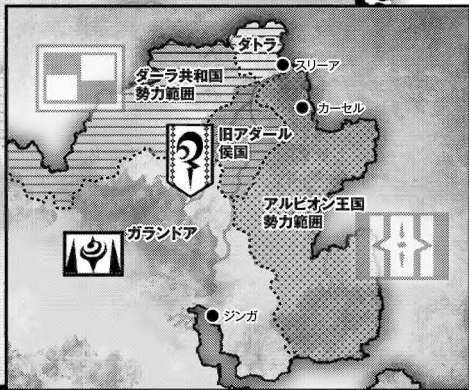 ダトラ
スリーア
ダーラ共和国
勢力範囲
カーセル
旧アダール
侯国
アルビオン王国
勢力範囲
ガランドア
ジンガ